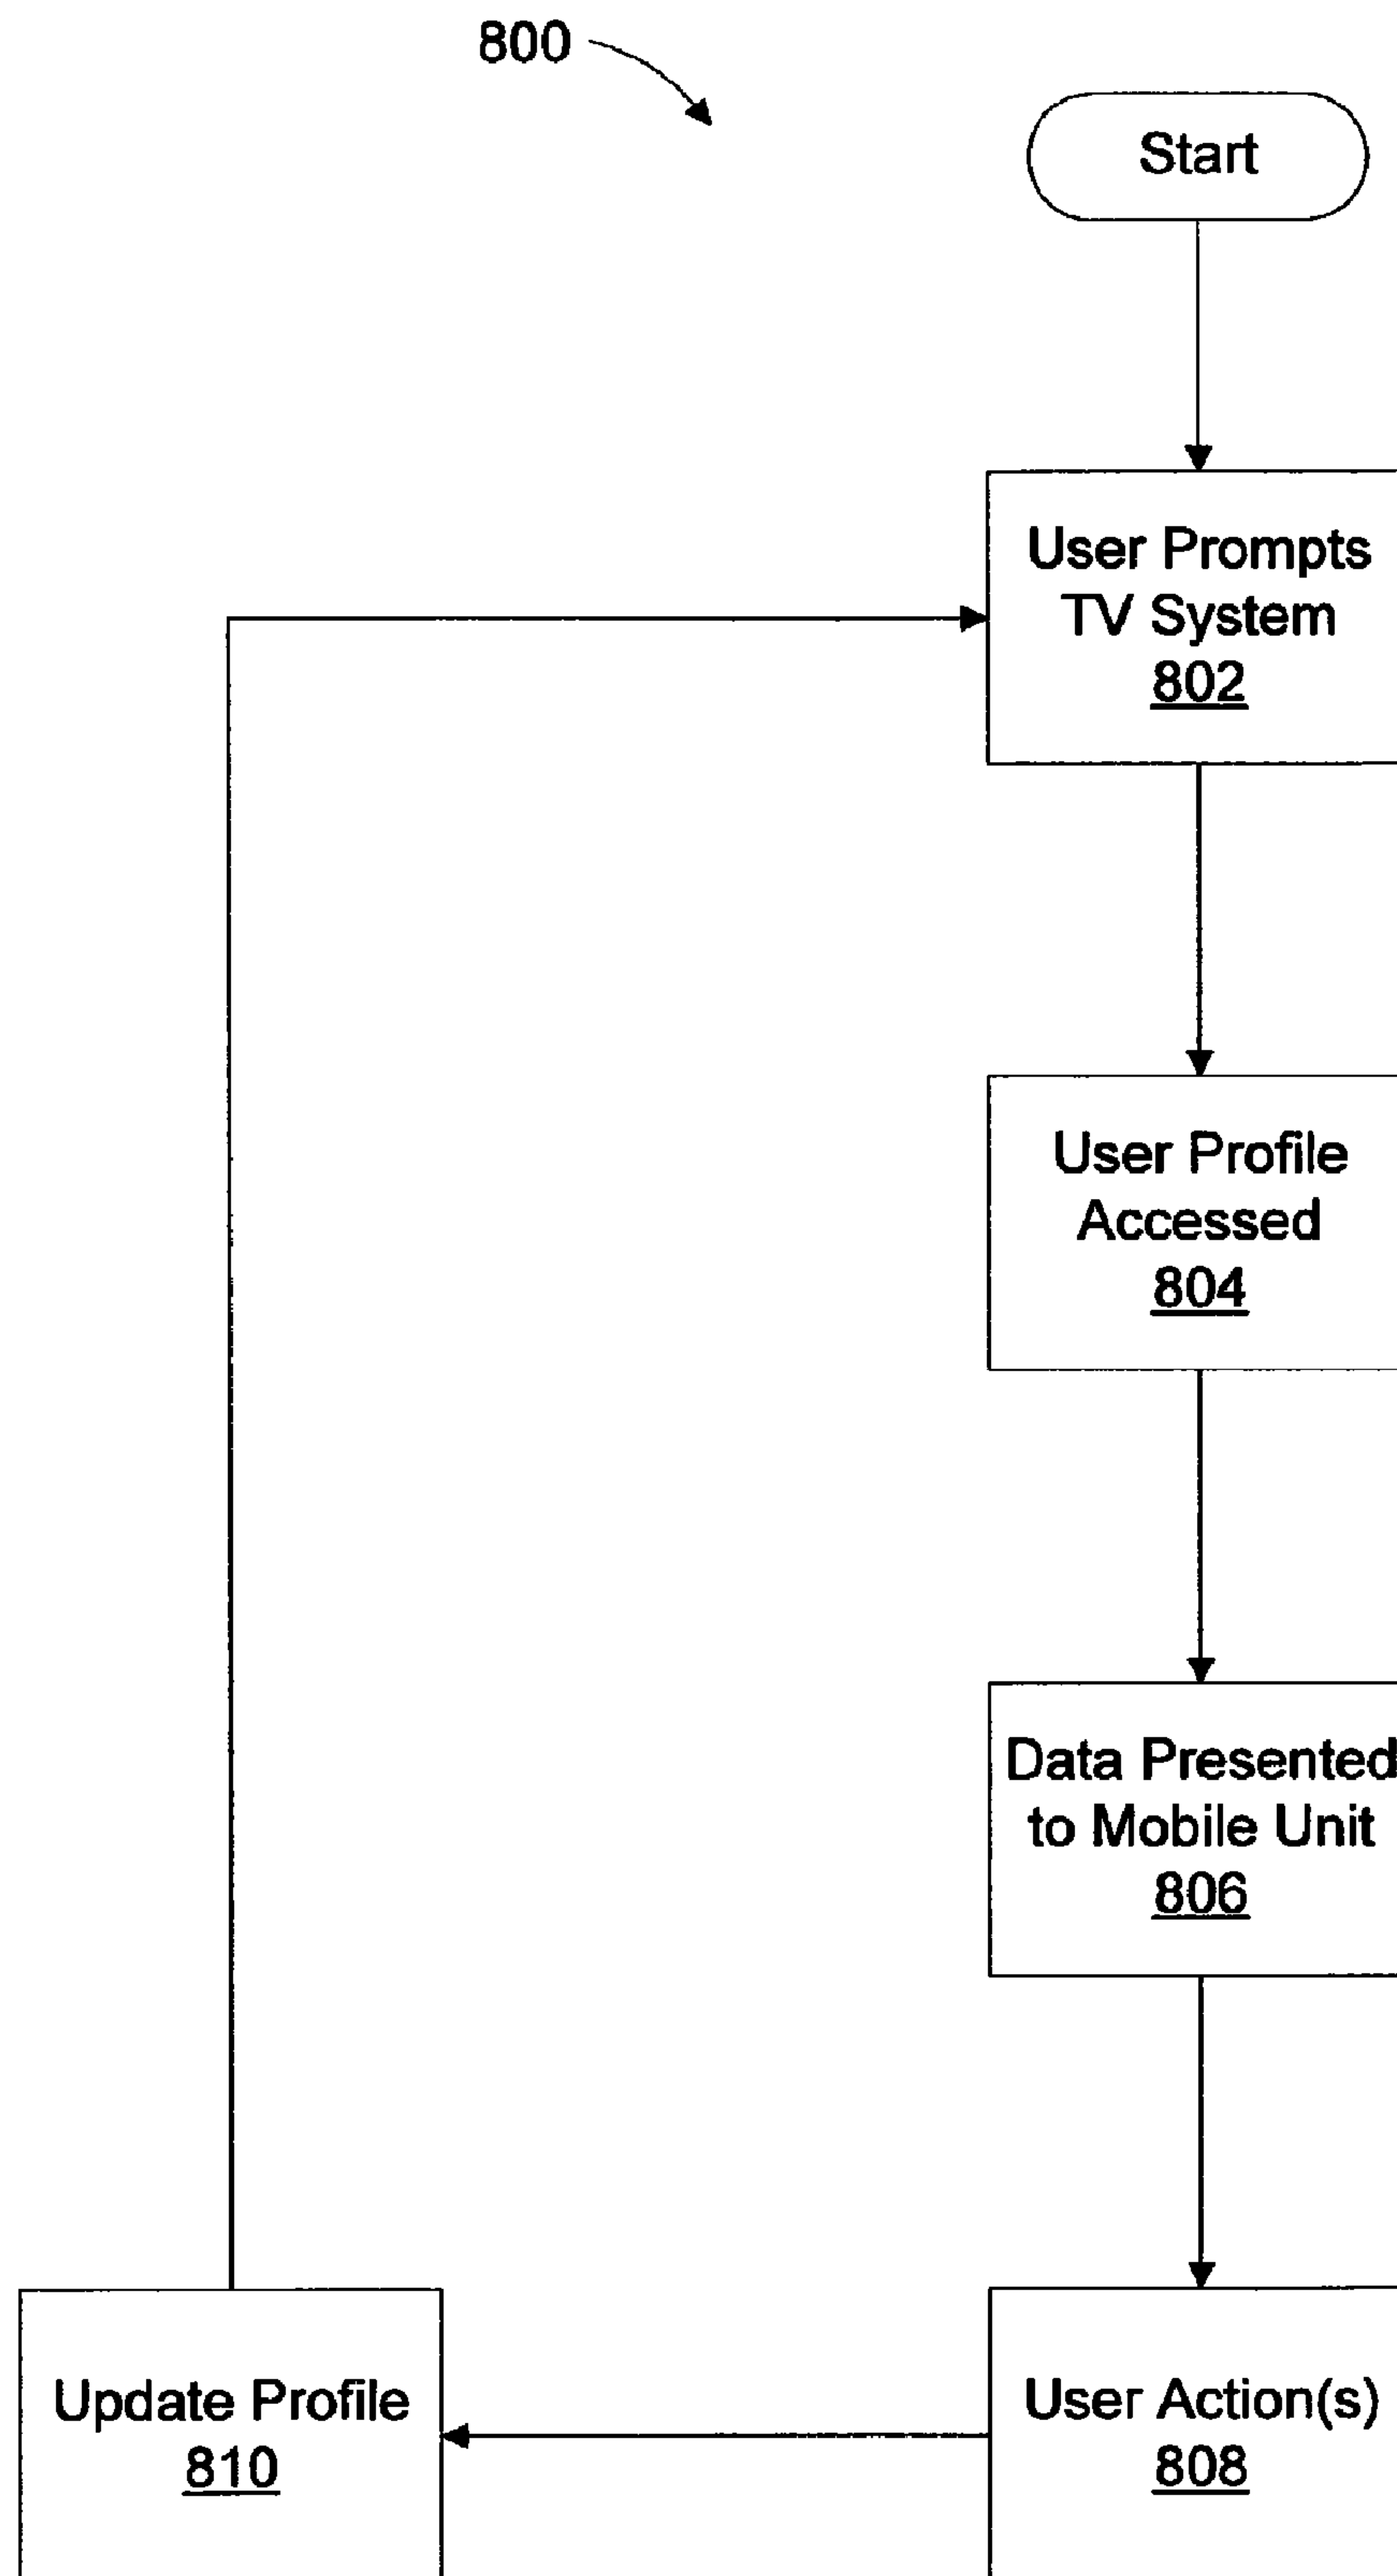 800
Start
User Prompts
TV System
802
User Profile
Accessed
804
Data Presented
to Mobile Unit
806
Update Profile
810
User Action(s)
808